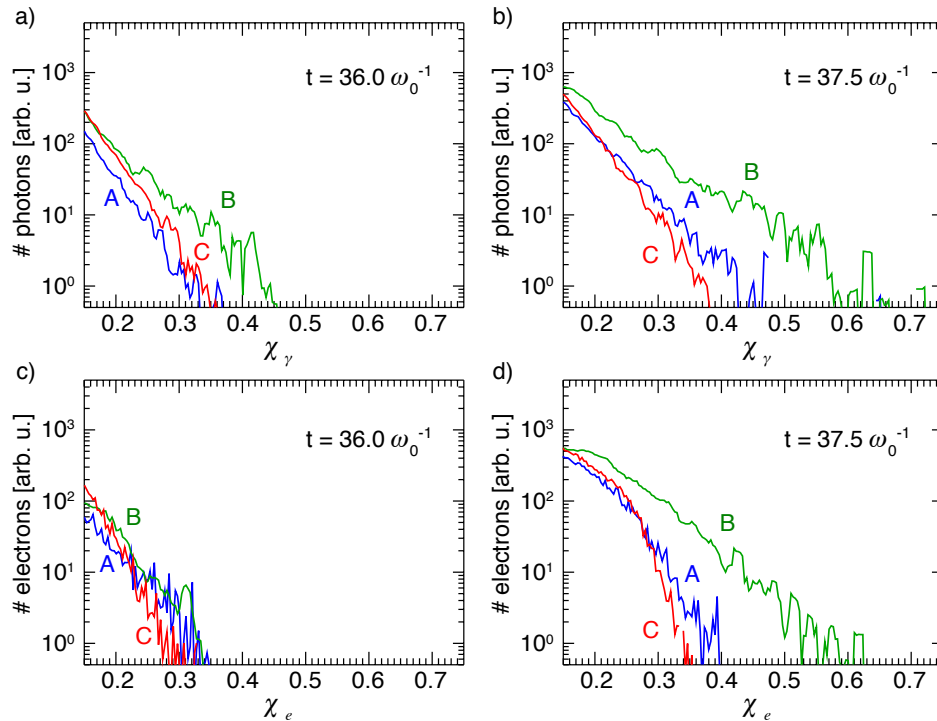 a)
b)
10³
10²
10¹
10⁰
# photons [arb. u.]
t = 36.0 ω₀⁻¹
A
B
C
0.2 0.3 0.4 0.5 0.6 0.7
χ_γ
10³
10²
10¹
10⁰
# photons [arb. u.]
t = 37.5 ω₀⁻¹
A
B
C
0.2 0.3 0.4 0.5 0.6 0.7
χ_γ
c)
d)
10³
10²
10¹
10⁰
# electrons [arb. u.]
t = 36.0 ω₀⁻¹
B
A
C
0.2 0.3 0.4 0.5 0.6 0.7
χ_e
10³
10²
10¹
10⁰
# electrons [arb. u.]
t = 37.5 ω₀⁻¹
B
A
C
0.2 0.3 0.4 0.5 0.6 0.7
χ_e